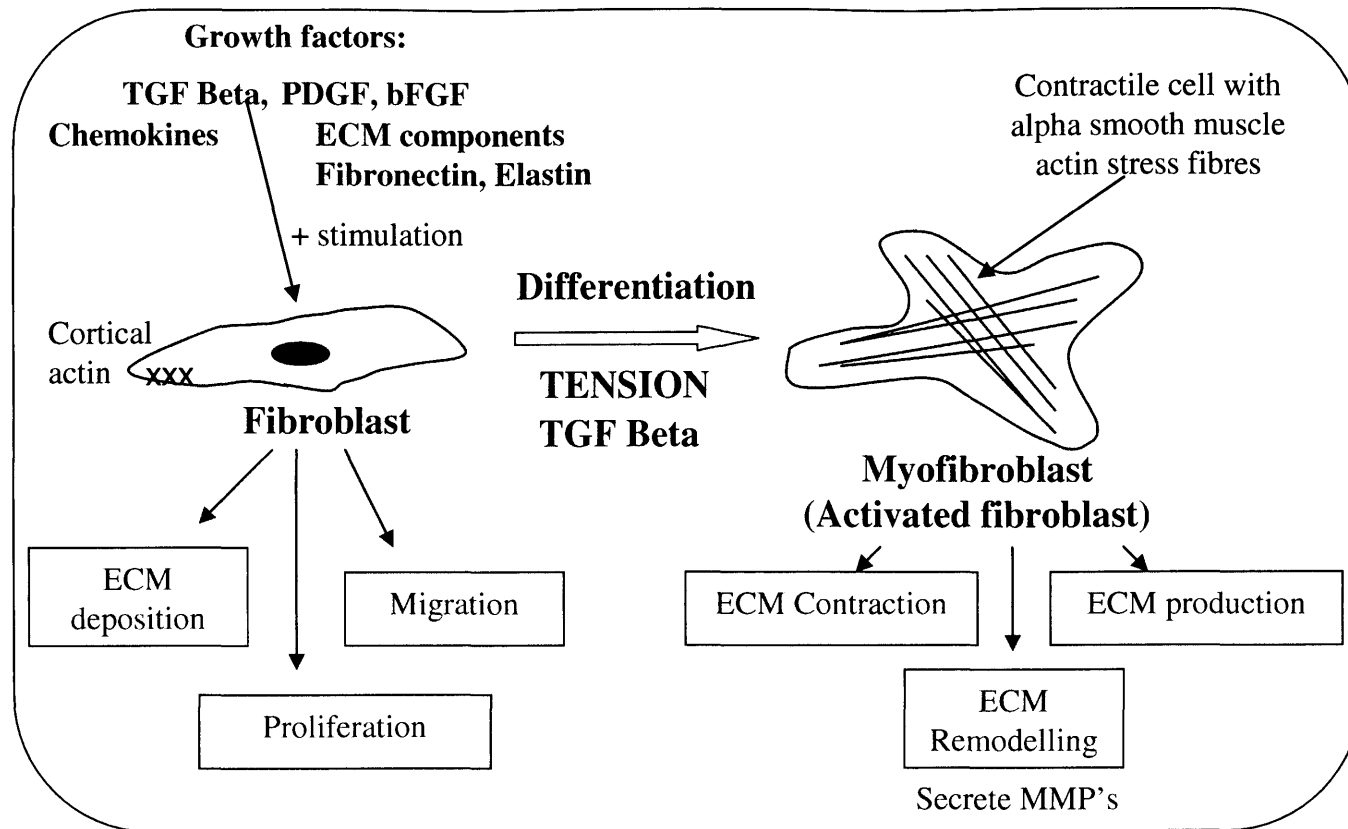 Growth factors:
TGF Beta, PDGF, bFGF
Chemokines ECM components
Fibronectin, Elastin
+ stimulation
Contractile cell with
alpha smooth muscle
actin stress fibres
Cortical
actin
xxx
Fibroblast
Differentiation
TENSION
TGF Beta
Myofibroblast
(Activated fibroblast)
ECM
deposition
Migration
Proliferation
ECM Contraction
ECM production
ECM
Remodelling
Secrete MMP's